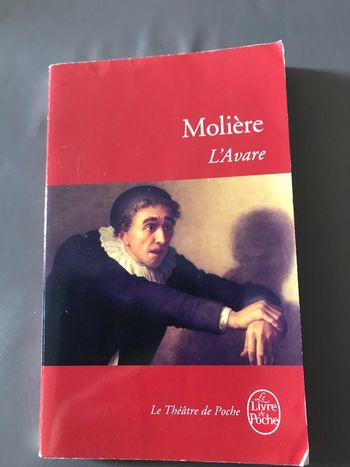 Molière
L'Avare
Le Théâtre de Poche
Le
Livre
de
Poche